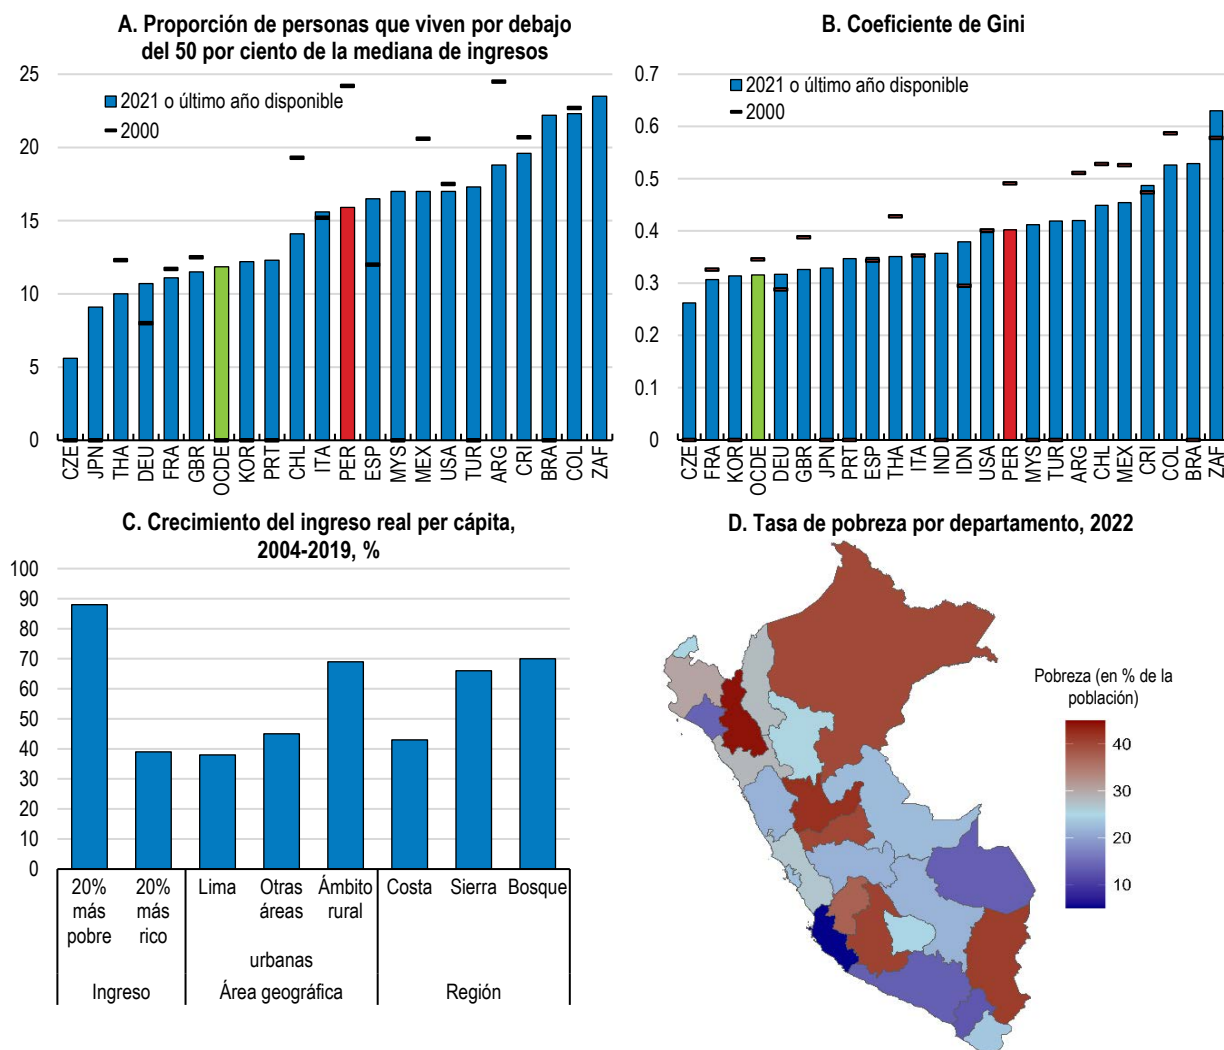 A. Proporción de personas que viven por debajo
del 50 por ciento de la mediana de ingresos
25
20
15
10
5
0
2021 o último año disponible
2000
CZE
JPN
THA
DEU
FRA
GBR
OCDE
KOR
PRT
CHL
ITA
PER
ESP
MYS
MEX
USA
TUR
ARG
CRI
BRA
COL
ZAF
B. Coeficiente de Gini
0.7
0.6
0.5
0.4
0.3
0.2
0.1
0
2021 o último año disponible
2000
CZE
FRA
KOR
OCDE
DEU
GBR
JPN
PRT
ESP
THA
ITA
IND
IDN
USA
PER
MYS
TUR
ARG
CHL
MEX
CRI
COL
BRA
ZAF
C. Crecimiento del ingreso real per cápita,
2004-2019, %
100
90
80
70
60
50
40
30
20
10
0
20%
más
pobre
20%
más
rico
Lima
Otras
áreas
urbanas
Ámbito
rural
Costa
Sierra
Bosque
Ingreso
Área geográfica
Región
D. Tasa de pobreza por departamento, 2022
Pobreza (en % de la
población)
40
30
20
10